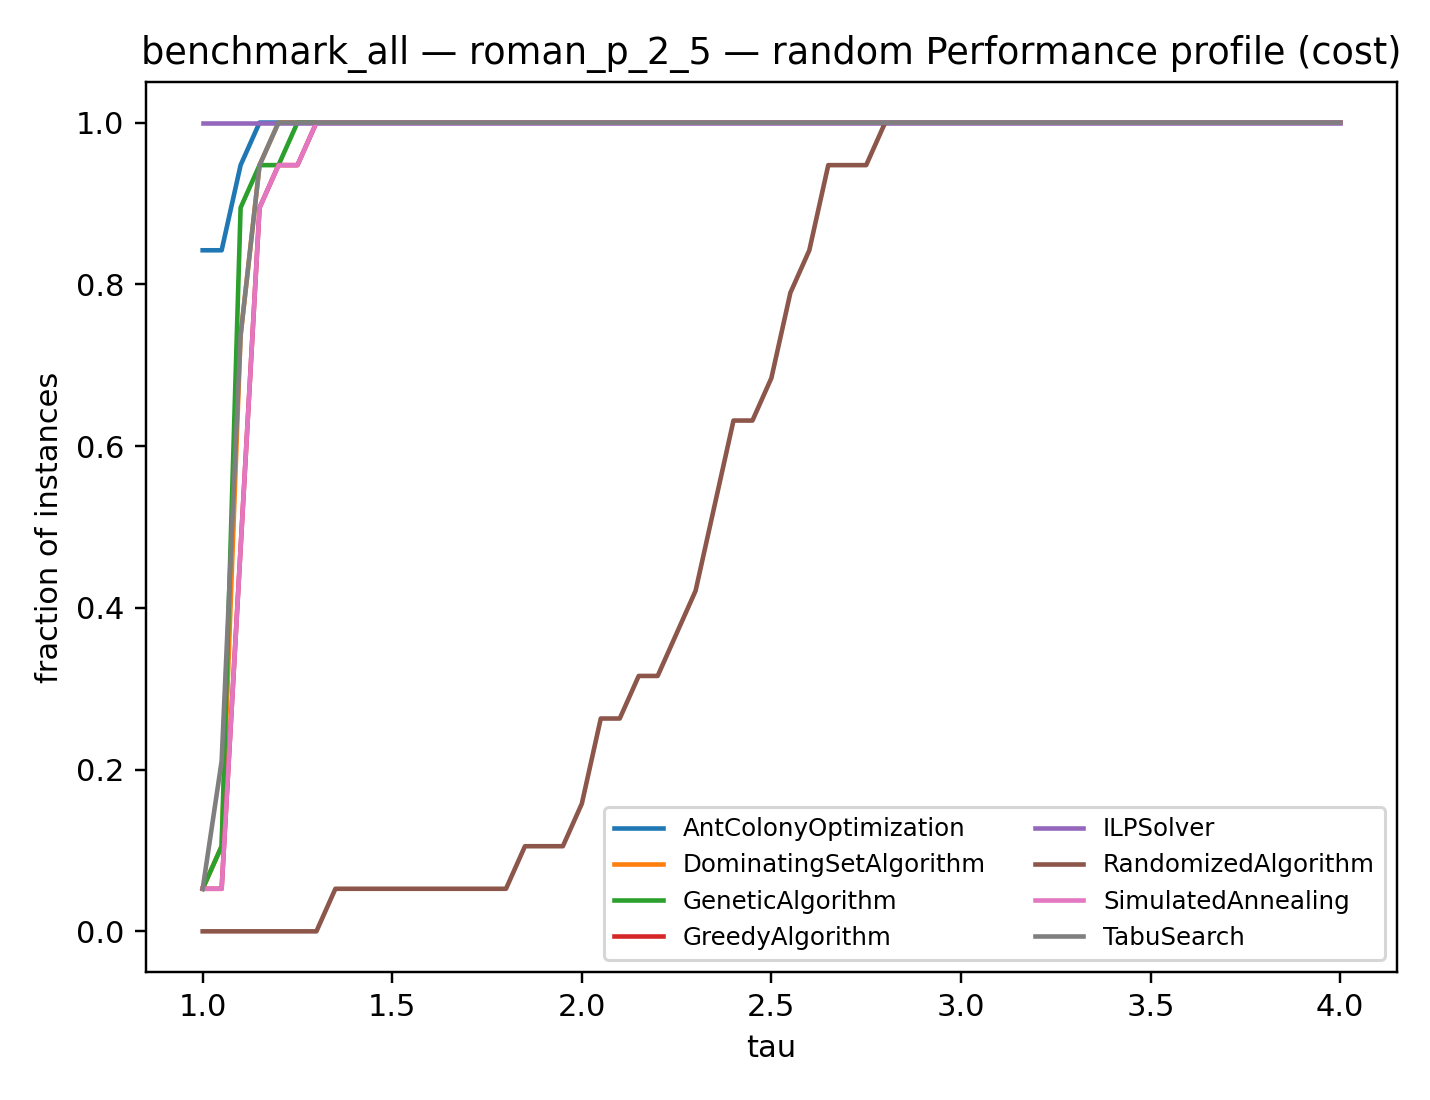 benchmark_all — roman_p_2_5 — random Performance profile (cost)
1.0
0.8
0.6
0.4
0.2
0.0
fraction of instances
AntColonyOptimization
DominatingSetAlgorithm
GeneticAlgorithm
GreedyAlgorithm
ILPSolver
RandomizedAlgorithm
SimulatedAnnealing
TabuSearch
1.0 1.5 2.0 2.5 3.0 3.5 4.0
tau